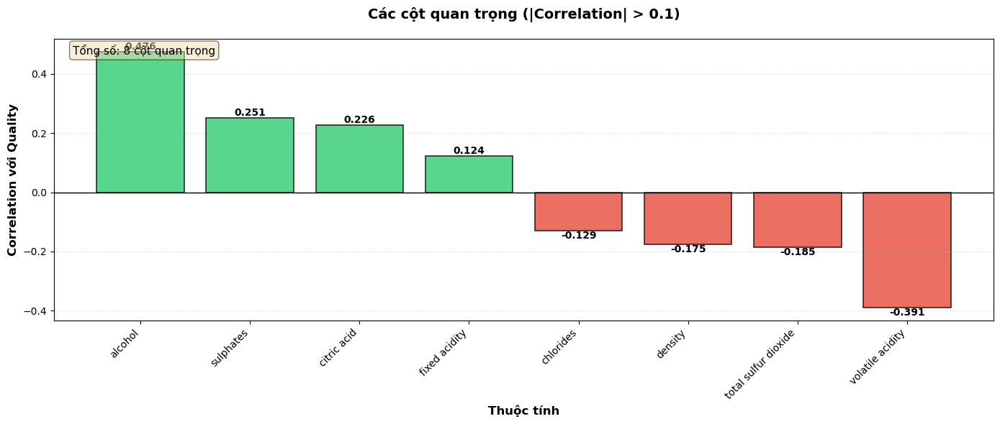 Các cột quan trọng (|Correlation| > 0.1)
0.476
Tổng số: 8 cột quan trọng
0.251
0.226
0.124
-0.129
-0.175
-0.185
-0.391
0.4
0.2
0.0
−0.2
−0.4
Correlation với Quality
alcohol
sulphates
citric acid
fixed acidity
chlorides
density
total sulfur dioxide
volatile acidity
Thuộc tính